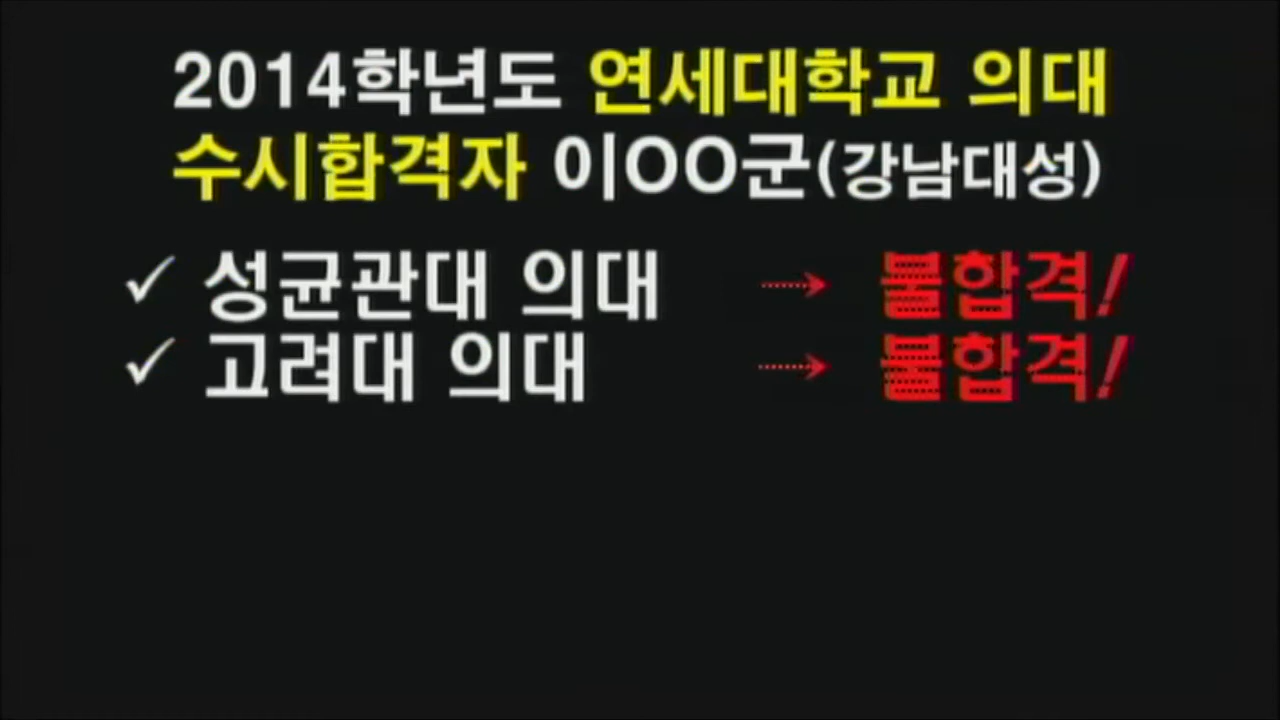 2014학년도 연세대학교 의대
수시합격자 이OO군(강남대성)
✓ 성균관대 의대 → 불합격!
✓ 고려대 의대 → 불합격!